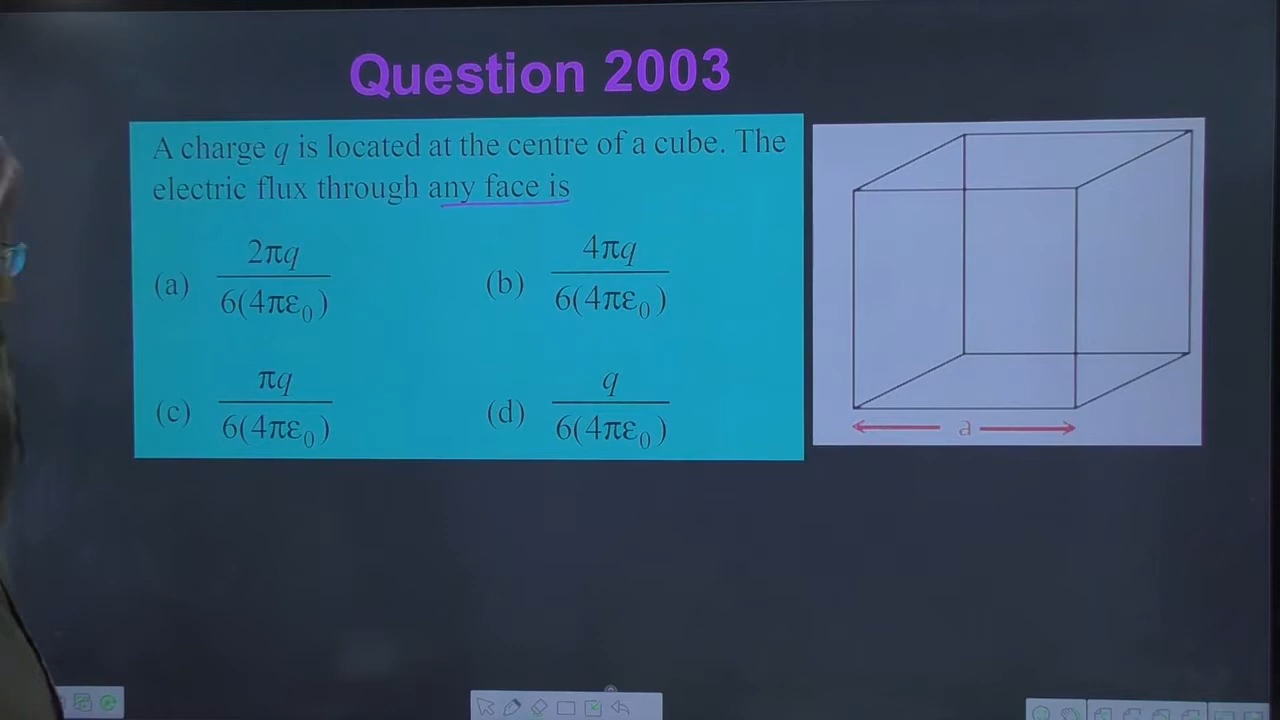 Question 2003
A charge q is located at the centre of a cube. The
electric flux through any face is
(a) 2πq / 6(4πε₀)
(b) 4πq / 6(4πε₀)
(c) πq / 6(4πε₀)
(d) q / 6(4πε₀)
a